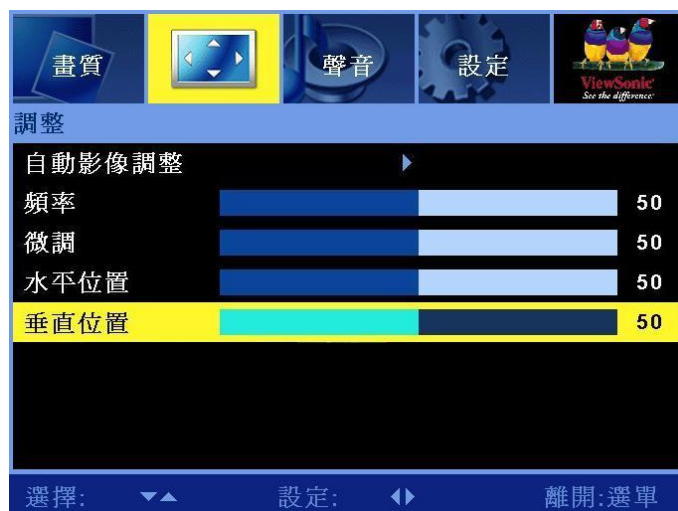 畫質
聲音
設定
ViewSonic®
See the difference™
調整
自動影像調整
頻率 50
微調 50
水平位置 50
垂直位置 50
選擇: 設定: 離開:選單